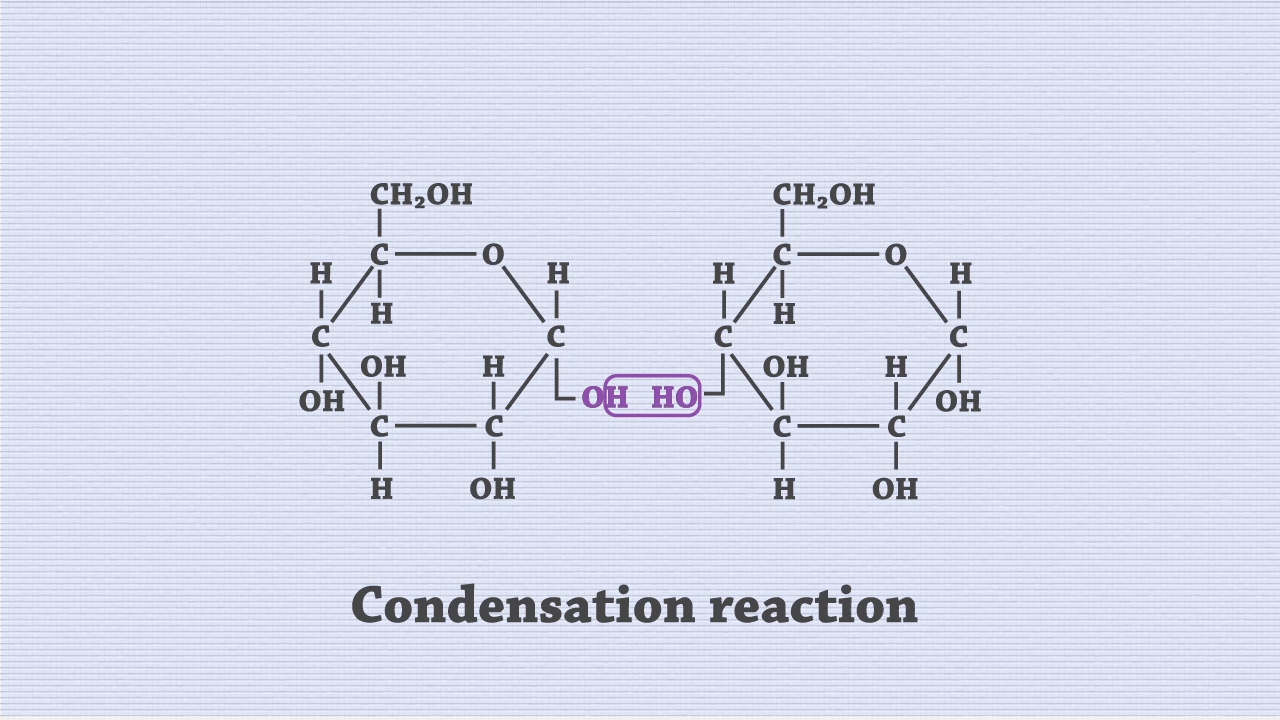 CH₂OH CH₂OH
C O C O
H H H H
H H
C C C C
OH H OH H
OH OH HO OH
C C C C
H OH H OH
Condensation reaction